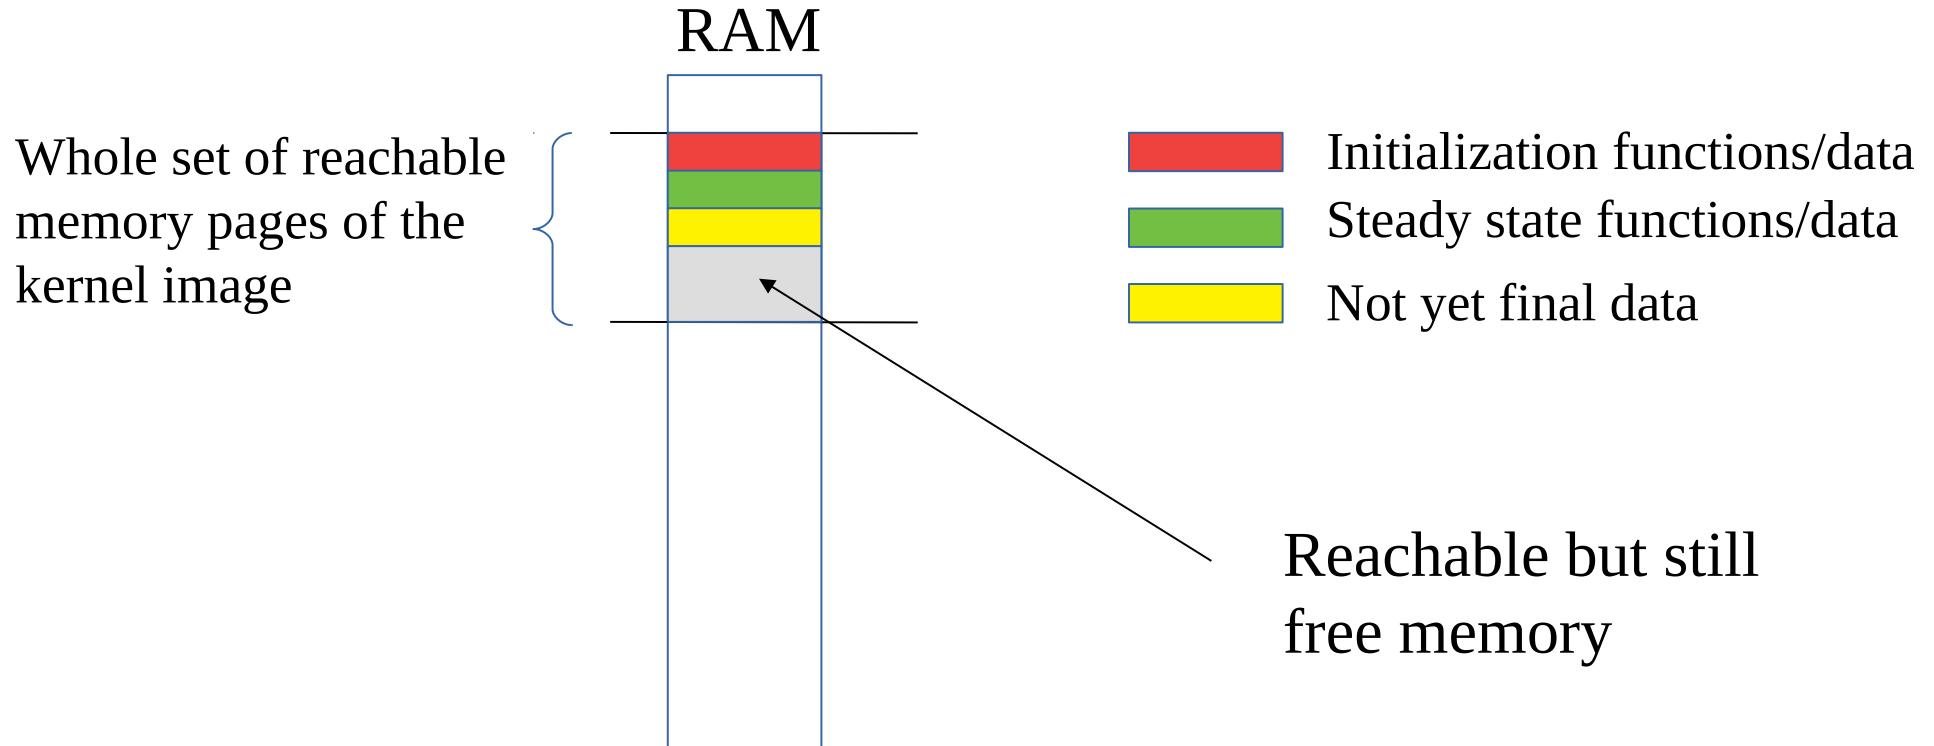 RAM
Whole set of reachable
memory pages of the
kernel image
Initialization functions/data
Steady state functions/data
Not yet final data
Reachable but still
free memory